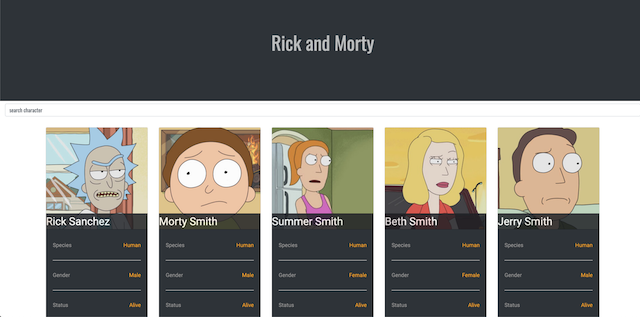 Rick and Morty
search character
Rick Sanchez
Morty Smith
Summer Smith
Beth Smith
Jerry Smith
Species Human
Species Human
Species Human
Species Human
Species Human
Gender Male
Gender Male
Gender Female
Gender Female
Gender Male
Status Alive
Status Alive
Status Alive
Status Alive
Status Alive